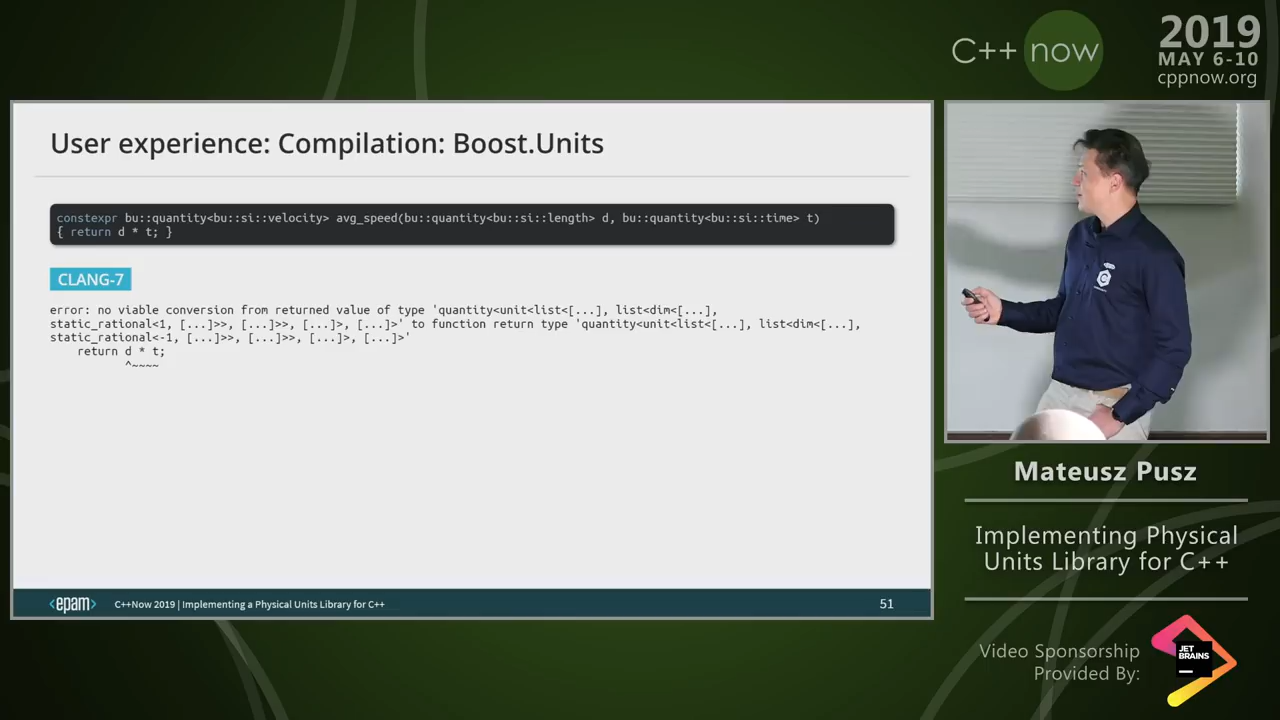 C++ now
2019
MAY 6-10
cppnow.org
User experience: Compilation: Boost.Units
constexpr bu::quantity<bu::si::velocity> avg_speed(bu::quantity<bu::si::length> d, bu::quantity<bu::si::time> t)
{ return d * t; }
CLANG-7
error: no viable conversion from returned value of type 'quantity<unit<list<[...], list<dim<[...],
static_rational<1, [...]>>, [...]>>, [...]>, [...]>' to function return type 'quantity<unit<list<[...], list<dim<[...],
static_rational<-1, [...]>>, [...]>>, [...]>, [...]>'
return d * t;
^~~~~
<epam>
C++Now 2019 | Implementing a Physical Units Library for C++
51
Mateusz Pusz
Implementing Physical
Units Library for C++
Video Sponsorship
Provided By:
JET
BRAINS